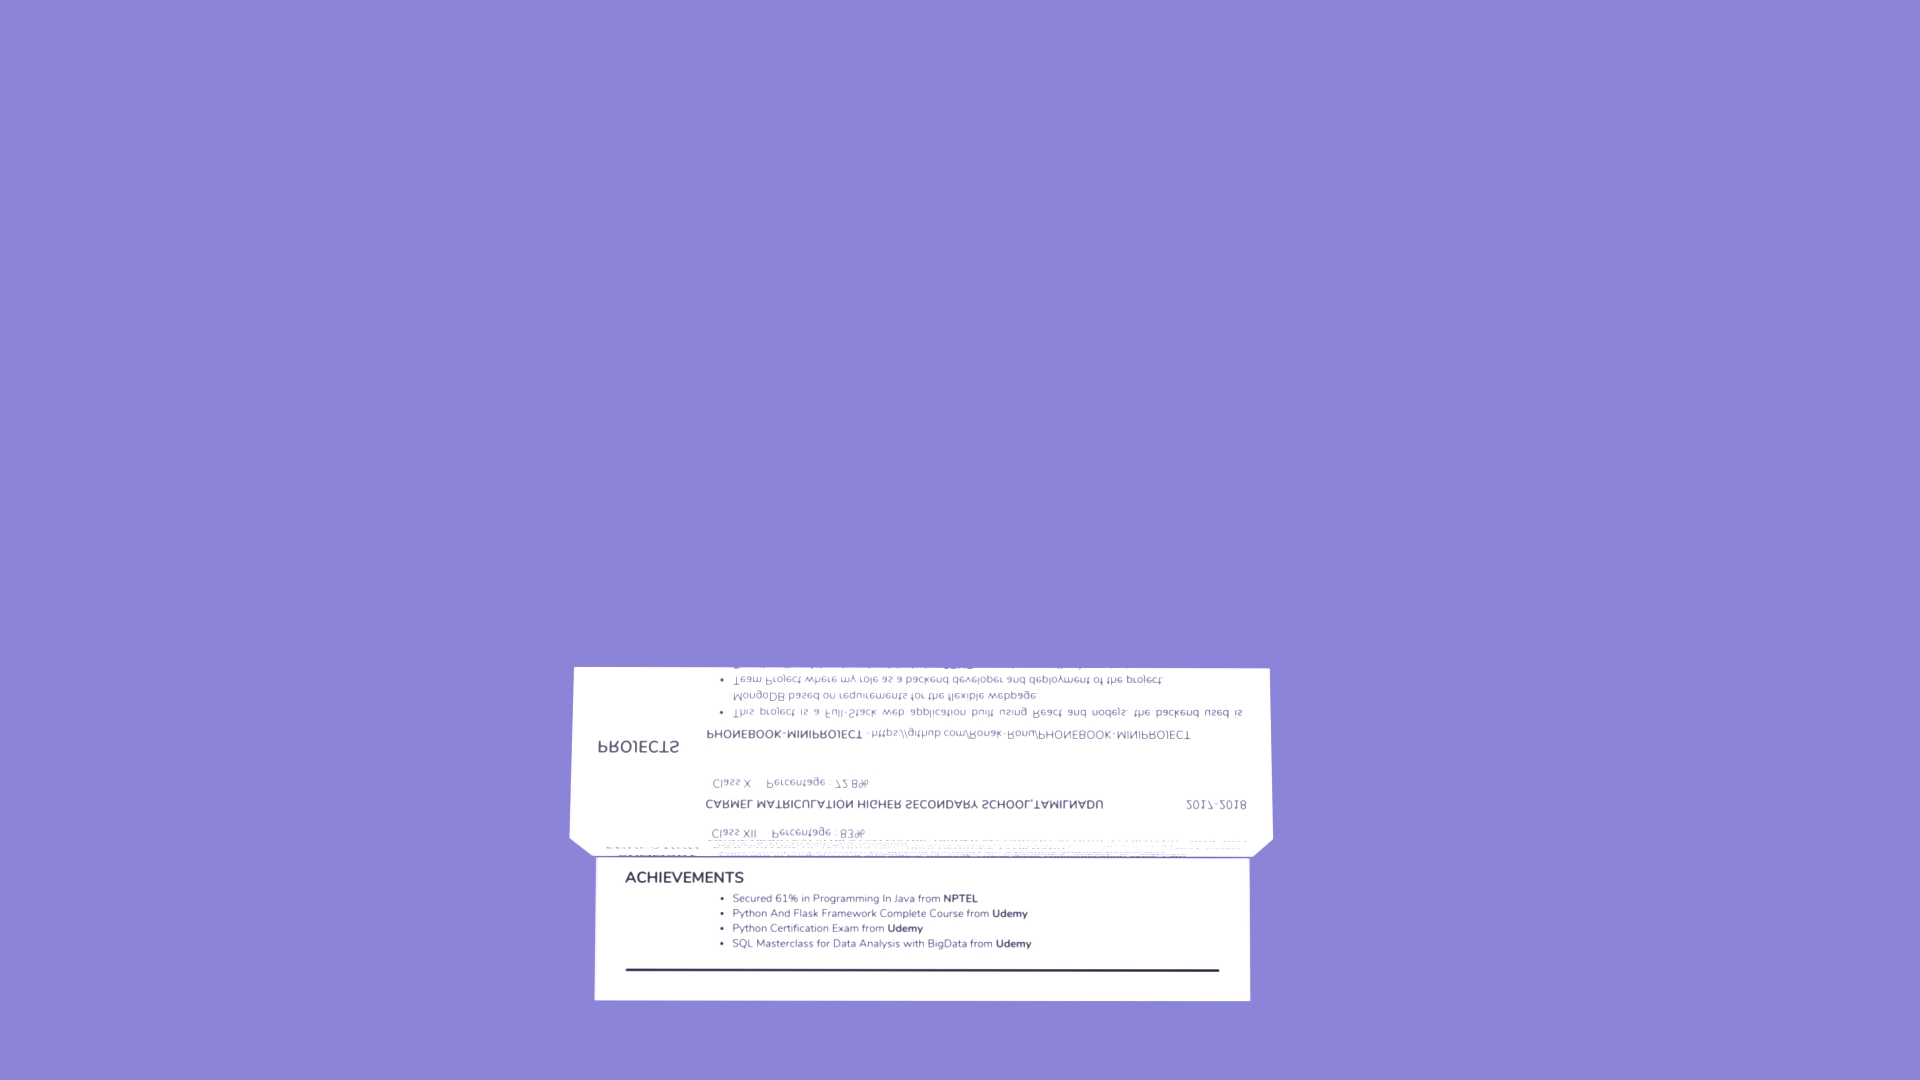 Team Project where my role as a backend developer and deployment of the project.
MongoDB based on requirements for the flexible webpage.
This project is a Full-Stack web application built using React and nodejs. the backend used is
PHONEBOOK-MINIPROJECT -https://github.com/Ronak-Ronu/PHONEBOOK-MINIPROJECT
PROJECTS
Class X Percentage : 72.8%
CARMEL MATRICULATION HIGHER SECONDARY SCHOOL,TAMILNADU 2017-2018
Class XII Percentage : 83%
ACHIEVEMENTS
• Secured 61% in Programming In Java from NPTEL
• Python And Flask Framework Complete Course from Udemy
• Python Certification Exam from Udemy
• SQL Masterclass for Data Analysis with BigData from Udemy